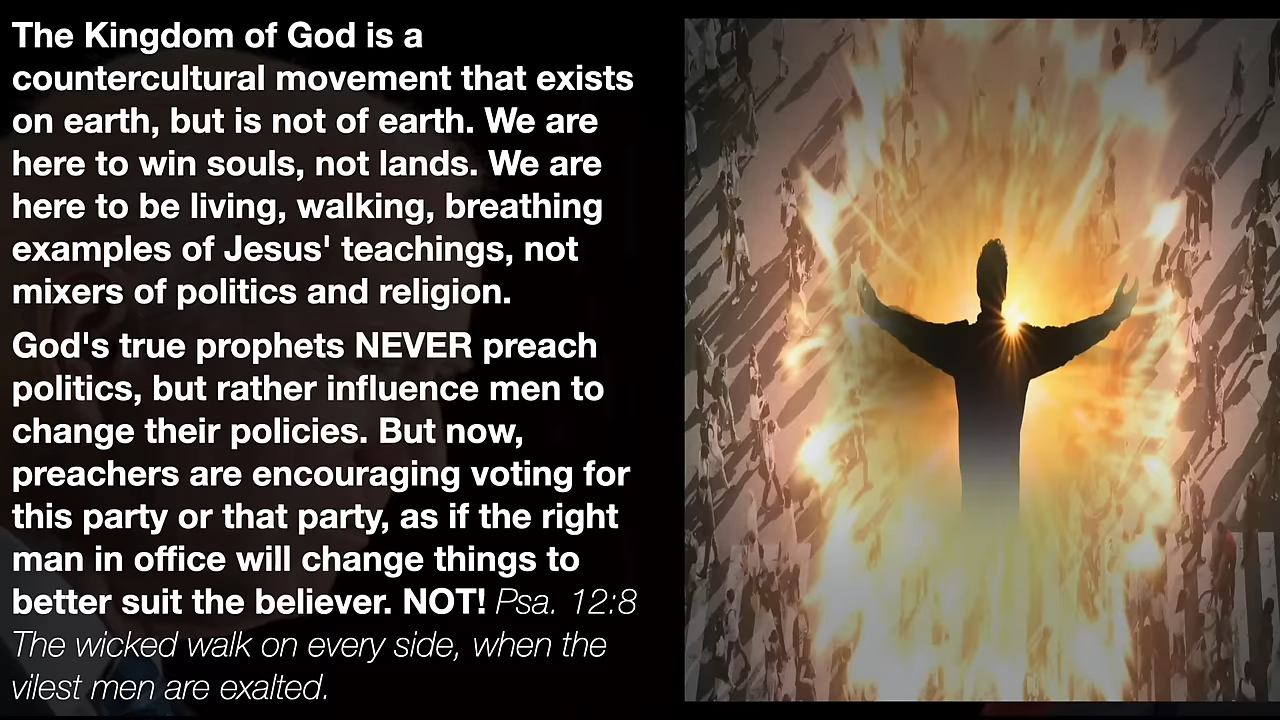 The Kingdom of God is a
countercultural movement that exists
on earth, but is not of earth. We are
here to win souls, not lands. We are
here to be living, walking, breathing
examples of Jesus' teachings, not
mixers of politics and religion.
God's true prophets NEVER preach
politics, but rather influence men to
change their policies. But now,
preachers are encouraging voting for
this party or that party, as if the right
man in office will change things to
better suit the believer. NOT! Psa. 12:8
The wicked walk on every side, when the
vilest men are exalted.